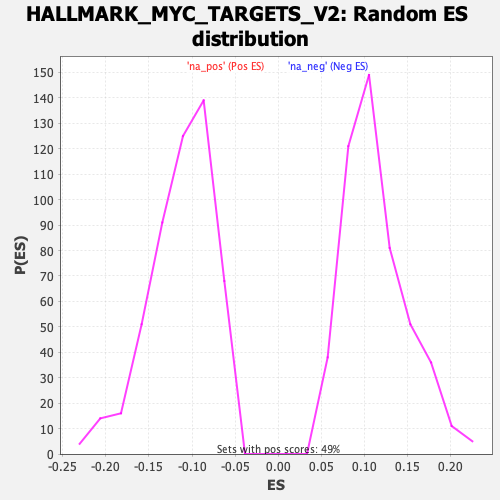 HALLMARK_MYC_TARGETS_V2: Random ES
distribution
'na_pos' (Pos ES) 'na_neg' (Neg ES)
150
140
130
120
110
100
90
80
70
60
50
40
30
20
10
0
P(ES)
Sets with pos scores: 49%
-0.25 -0.20 -0.15 -0.10 -0.05 0.00 0.05 0.10 0.15 0.20
ES